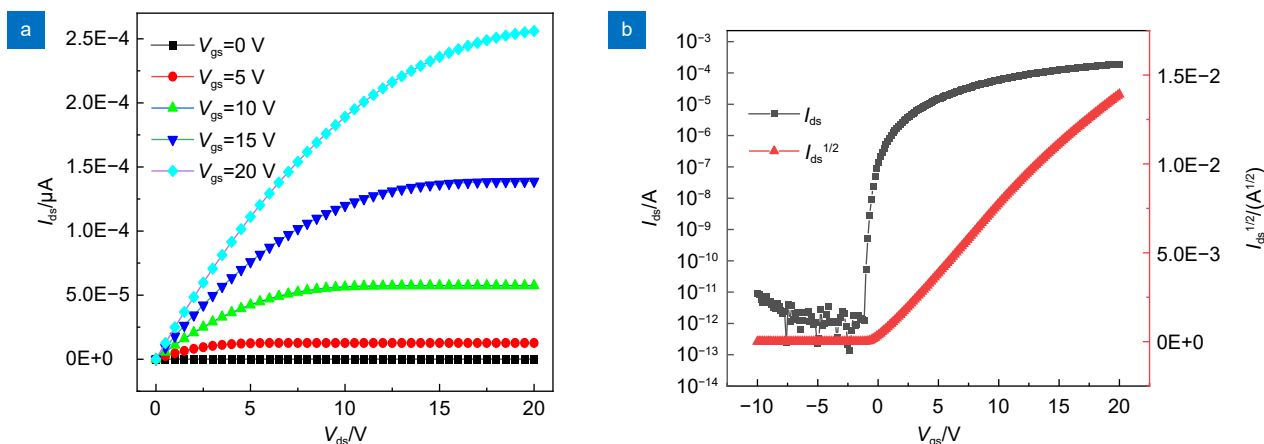 a
2.5E−4
2.0E−4
1.5E−4
1.0E−4
5.0E−5
0E+0
I_ds/μA
V_gs=0 V
V_gs=5 V
V_gs=10 V
V_gs=15 V
V_gs=20 V
0 5 10 15 20
V_ds/V
b
10⁻³
10⁻⁴
10⁻⁵
10⁻⁶
10⁻⁷
10⁻⁸
10⁻⁹
10⁻¹⁰
10⁻¹¹
10⁻¹²
10⁻¹³
10⁻¹⁴
I_ds/A
I_ds
I_ds^1/2
−10 −5 0 5 10 15 20
V_gs/V
1.5E−2
1.0E−2
5.0E−3
0E+0
I_ds^1/2/(A^1/2)